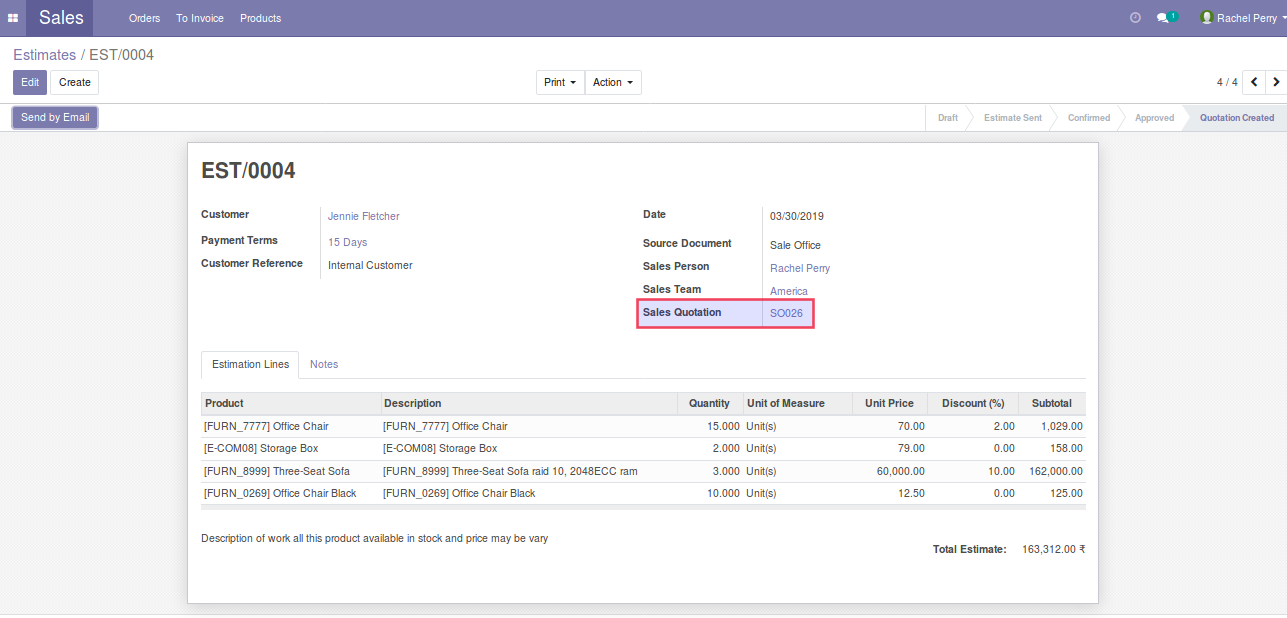 Sales Orders To Invoice Products 1 Rachel Perry
Estimates / EST/0004
Edit Create Print Action 4 / 4
Send by Email Draft Estimate Sent Confirmed Approved Quotation Created
EST/0004
Customer Jennie Fletcher Date 03/30/2019
Payment Terms 15 Days Source Document Sale Office
Customer Reference Internal Customer Sales Person Rachel Perry
Sales Team America
Sales Quotation SO026
Estimation Lines Notes
Product Description Quantity Unit of Measure Unit Price Discount (%) Subtotal
[FURN_7777] Office Chair [FURN_7777] Office Chair 15.000 Unit(s) 70.00 2.00 1,029.00
[E-COM08] Storage Box [E-COM08] Storage Box 2.000 Unit(s) 79.00 0.00 158.00
[FURN_8999] Three-Seat Sofa [FURN_8999] Three-Seat Sofa raid 10, 2048ECC ram 3.000 Unit(s) 60,000.00 10.00 162,000.00
[FURN_0269] Office Chair Black [FURN_0269] Office Chair Black 10.000 Unit(s) 12.50 0.00 125.00
Description of work all this product available in stock and price may be vary
Total Estimate: 163,312.00 ₹